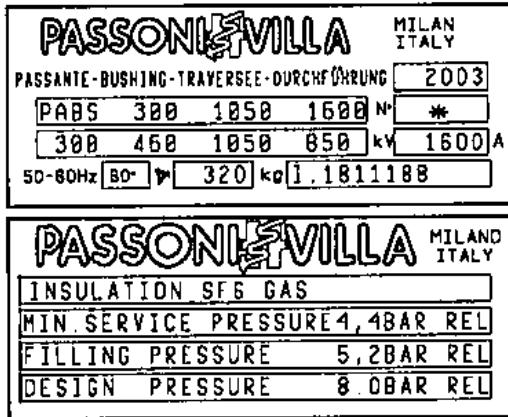 PASSONI VILLA MILAN ITALY
PASSANTE-BUSHING-TRAVERSEE-DURCHFÜHRUNG 2003
PABS 300 1050 1600 N° *
300 460 1050 850 kV 1600 A
50-60Hz 80° 320 kg 1.1811188
PASSONI VILLA MILANO ITALY
INSULATION SF6 GAS
MIN.SERVICE PRESSURE 4,4BAR REL
FILLING PRESSURE 5,2BAR REL
DESIGN PRESSURE 8.0BAR REL